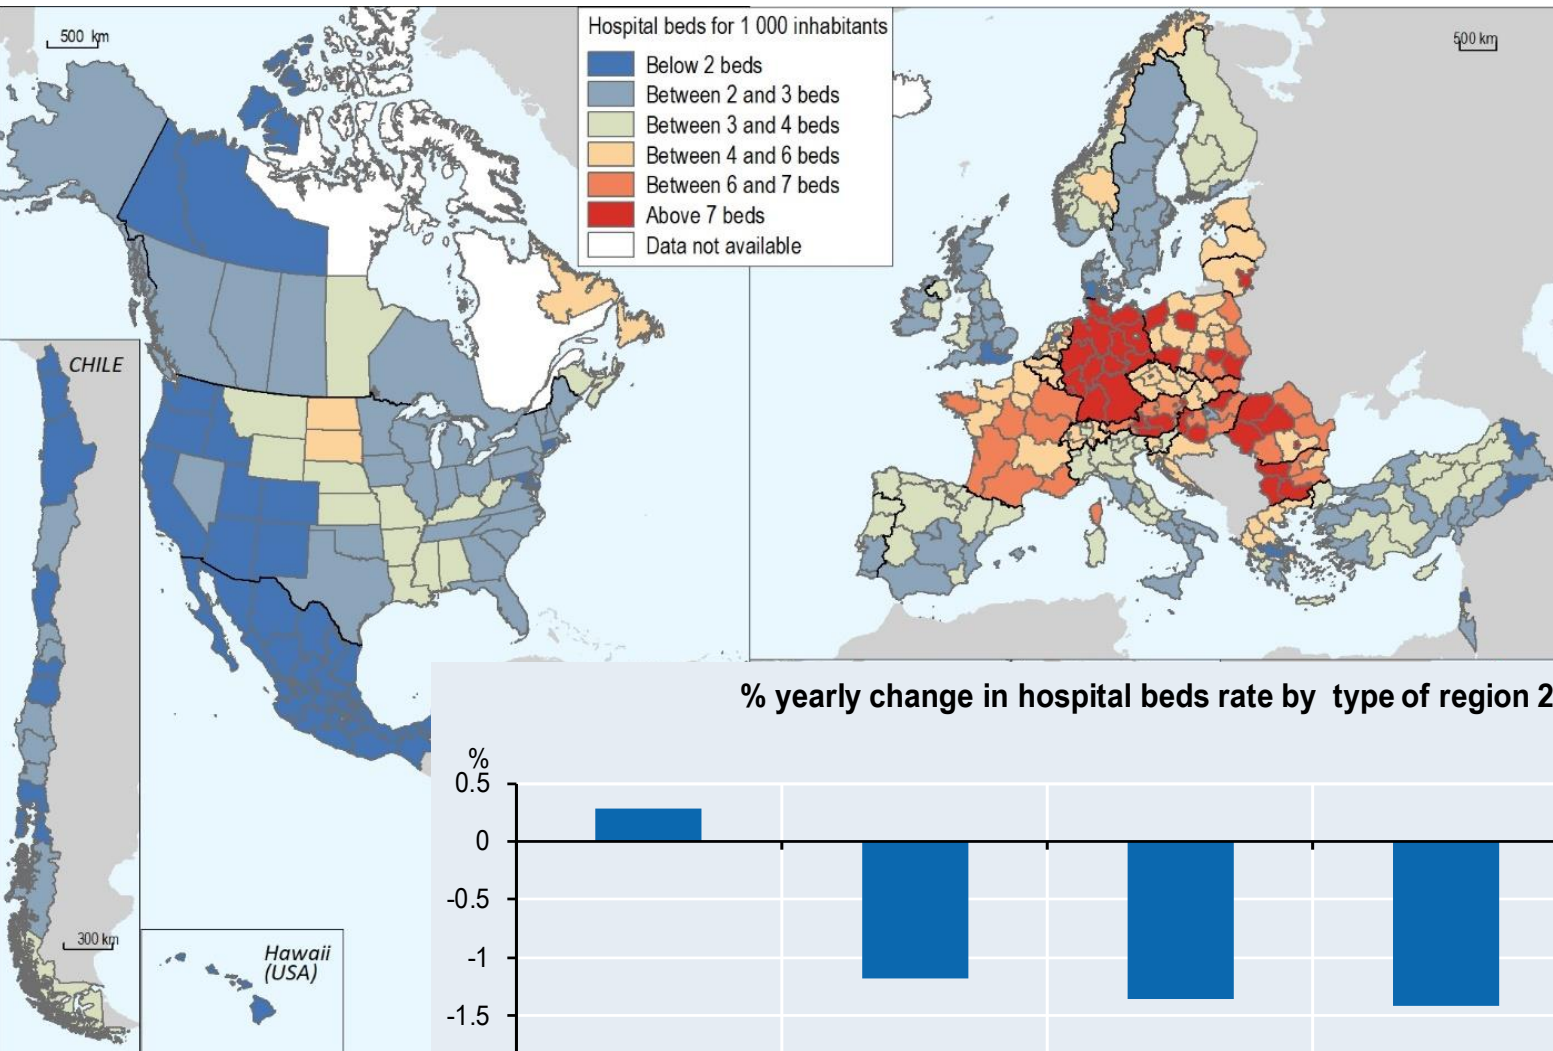 500 km
Hospital beds for 1 000 inhabitants
Below 2 beds
Between 2 and 3 beds
Between 3 and 4 beds
Between 4 and 6 beds
Between 6 and 7 beds
Above 7 beds
Data not available
500 km
CHILE
300 km
Hawaii
(USA)
% yearly change in hospital beds rate by type of region 2
%
0.5
0
-0.5
-1
-1.5